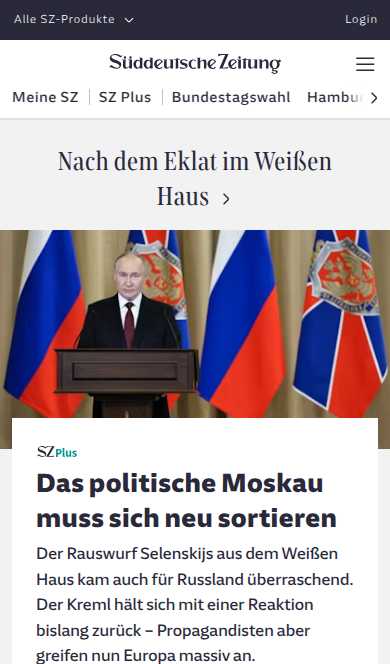 Alle SZ-Produkte Login
Süddeutsche Zeitung
Meine SZ SZ Plus Bundestagswahl
Nach dem Eklat im Weißen
Haus
SZ Plus
Das politische Moskau
muss sich neu sortieren
Der Rauswurf Selenskijs aus dem Weißen
Haus kam auch für Russland überraschend.
Der Kreml hält sich mit einer Reaktion
bislang zurück – Propagandisten aber
greifen nun Europa massiv an.